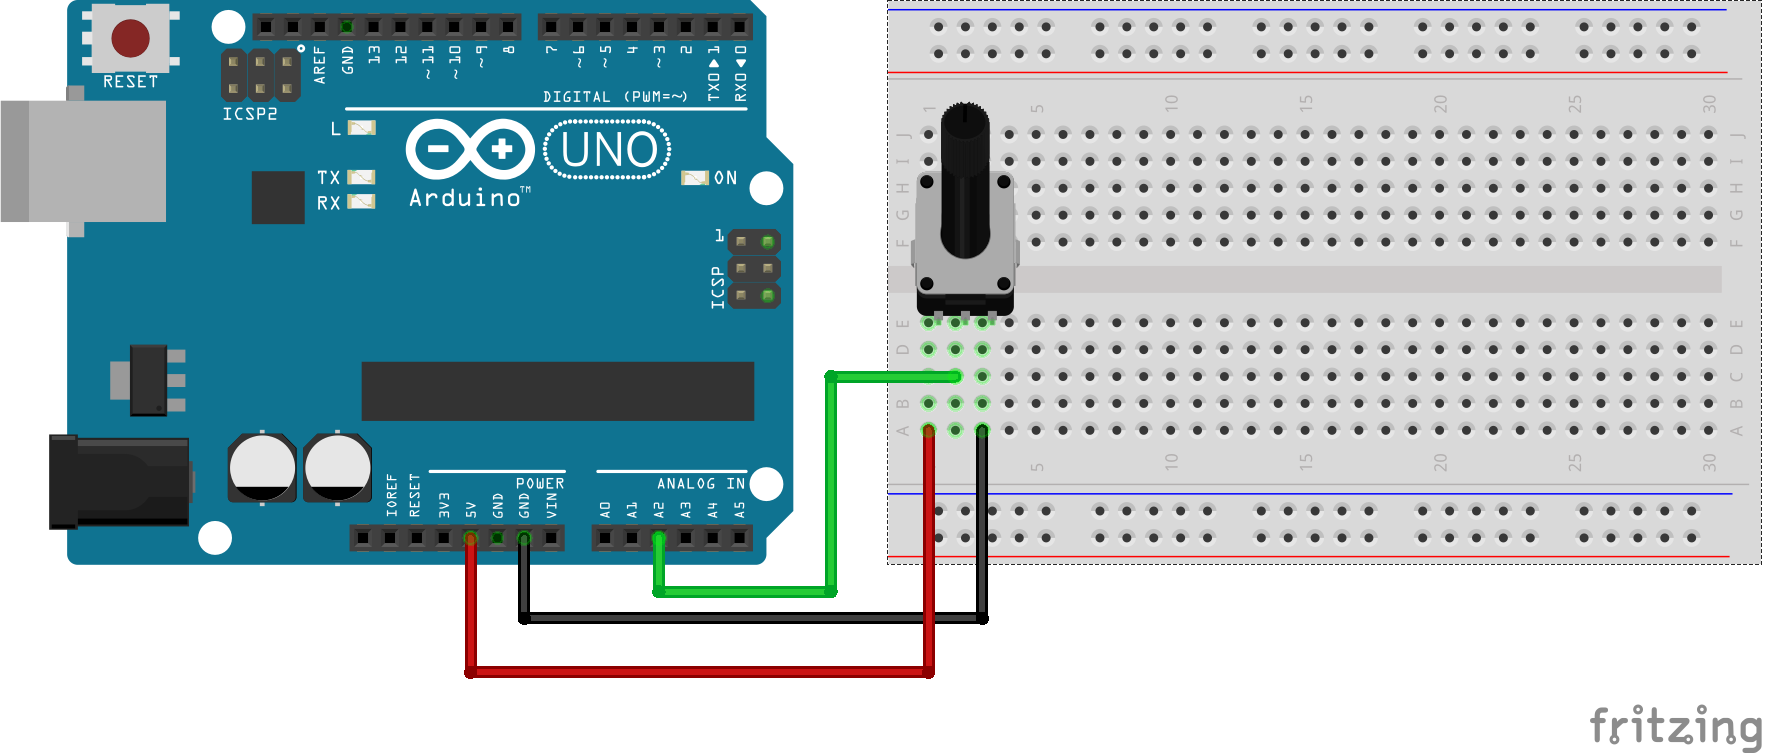 RESET
ICSP2
AREF
GND
13
12
~11
~10
~9
8
7
~6
~5
4
~3
2
TX0▶1
RX0◀0
DIGITAL (PWM=~)
L
TX
RX
UNO
Arduino™
ON
1
ICSP
IOREF
RESET
3V3
5V
GND
GND
VIN
POWER
ANALOG IN
A0
A1
A2
A3
A4
A5
1 5 10 15 20 25 30
J J
I I
H H
G G
F F
E E
D D
C C
B B
A A
5 10 15 20 25 30
fritzing